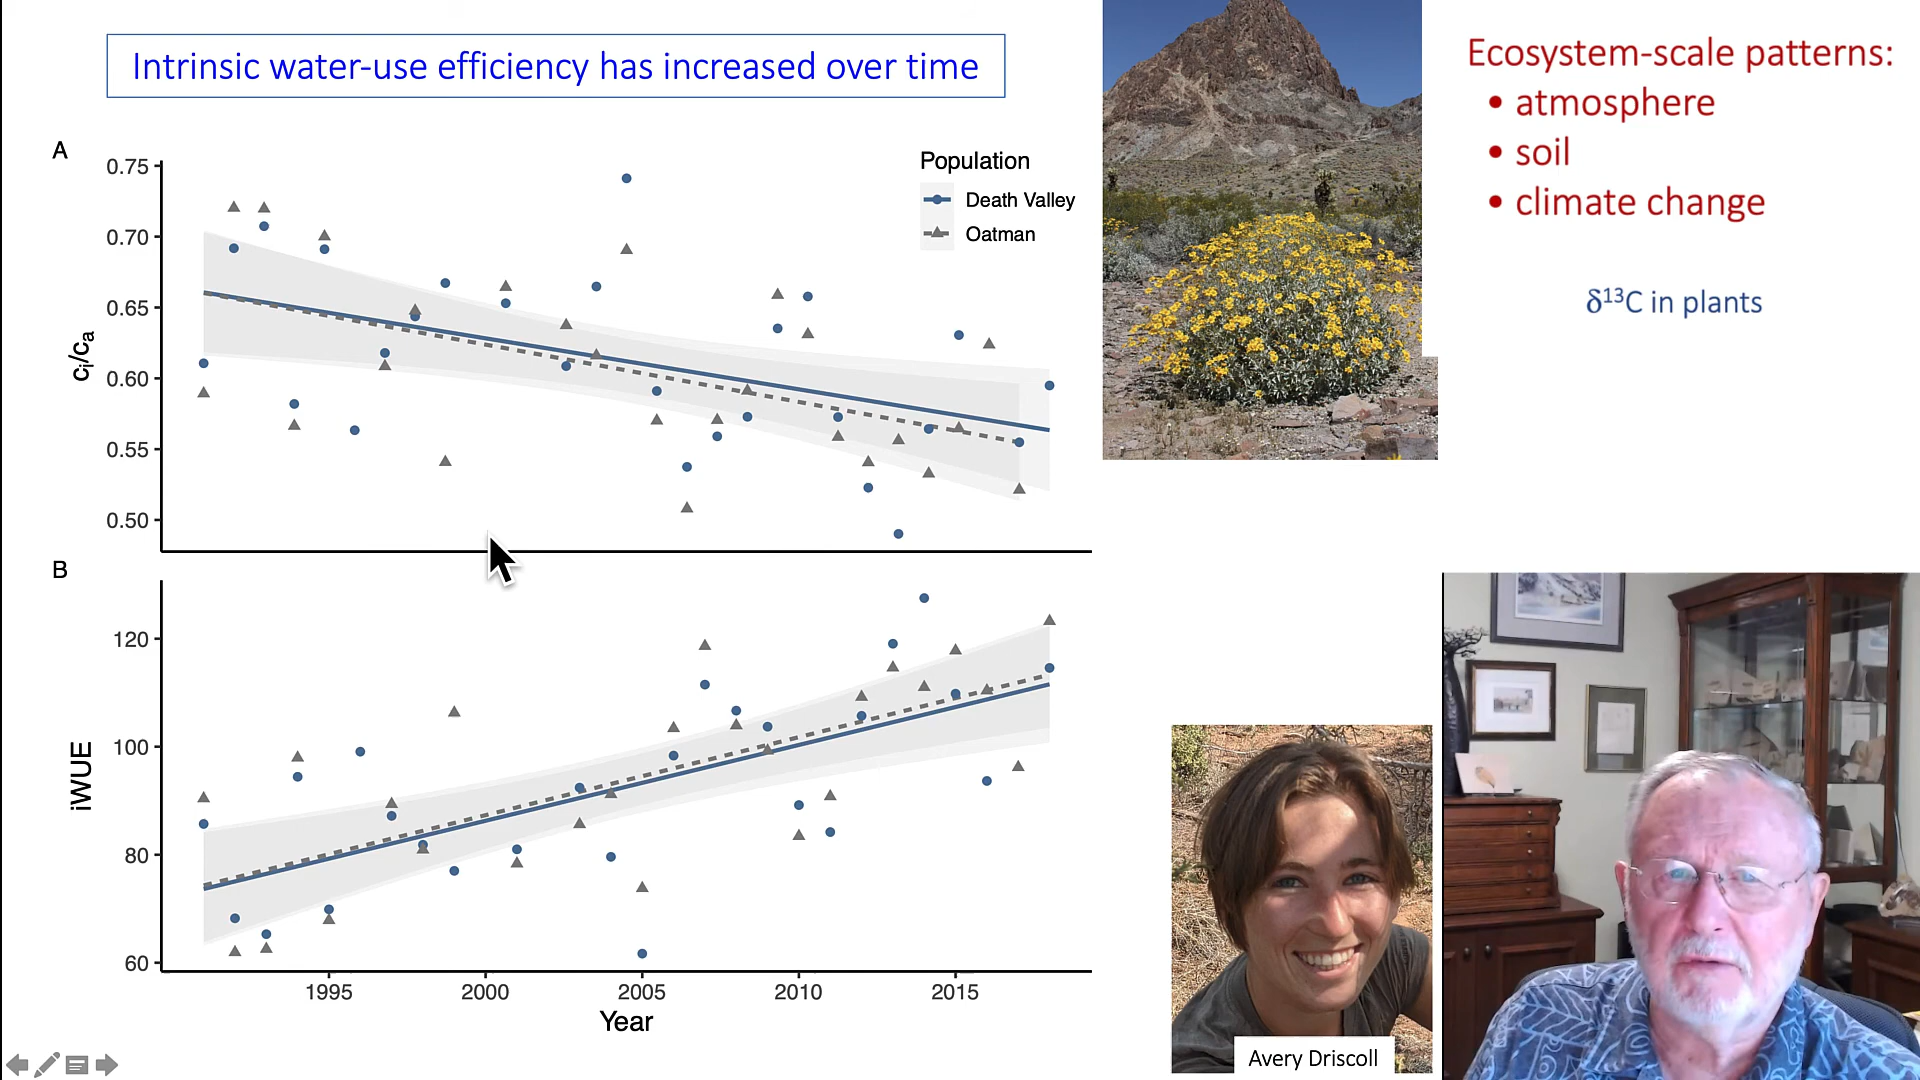 Intrinsic water-use efficiency has increased over time
Ecosystem-scale patterns:
• atmosphere
• soil
• climate change
δ¹³C in plants
A
Population
Death Valley
Oatman
cᵢ/cₐ
0.75
0.70
0.65
0.60
0.55
0.50
B
iWUE
120
100
80
60
1995 2000 2005 2010 2015
Year
Avery Driscoll